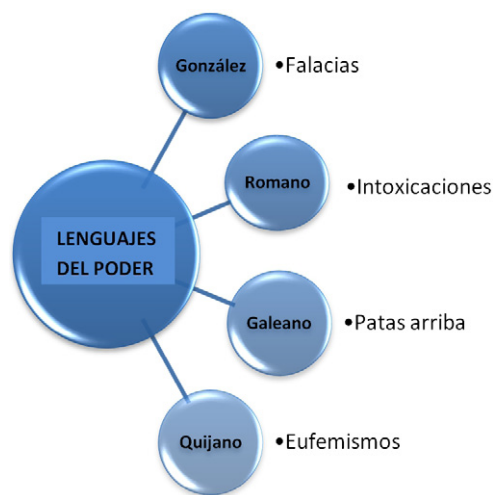 González
•Falacias
Romano
•Intoxicaciones
LENGUAJES
DEL PODER
Galeano
•Patas arriba
Quijano
•Eufemismos